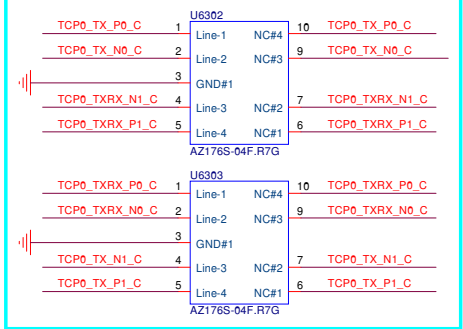 U6302
TCP0_TX_P0_C 1 Line-1 NC#4 10 TCP0_TX_P0_C
TCP0_TX_N0_C 2 Line-2 NC#3 9 TCP0_TX_N0_C
3 GND#1
TCP0_TXRX_N1_C 4 Line-3 NC#2 7 TCP0_TXRX_N1_C
TCP0_TXRX_P1_C 5 Line-4 NC#1 6 TCP0_TXRX_P1_C
AZ176S-04F.R7G
U6303
TCP0_TXRX_P0_C 1 Line-1 NC#4 10 TCP0_TXRX_P0_C
TCP0_TXRX_N0_C 2 Line-2 NC#3 9 TCP0_TXRX_N0_C
3 GND#1
TCP0_TX_N1_C 4 Line-3 NC#2 7 TCP0_TX_N1_C
TCP0_TX_P1_C 5 Line-4 NC#1 6 TCP0_TX_P1_C
AZ176S-04F.R7G